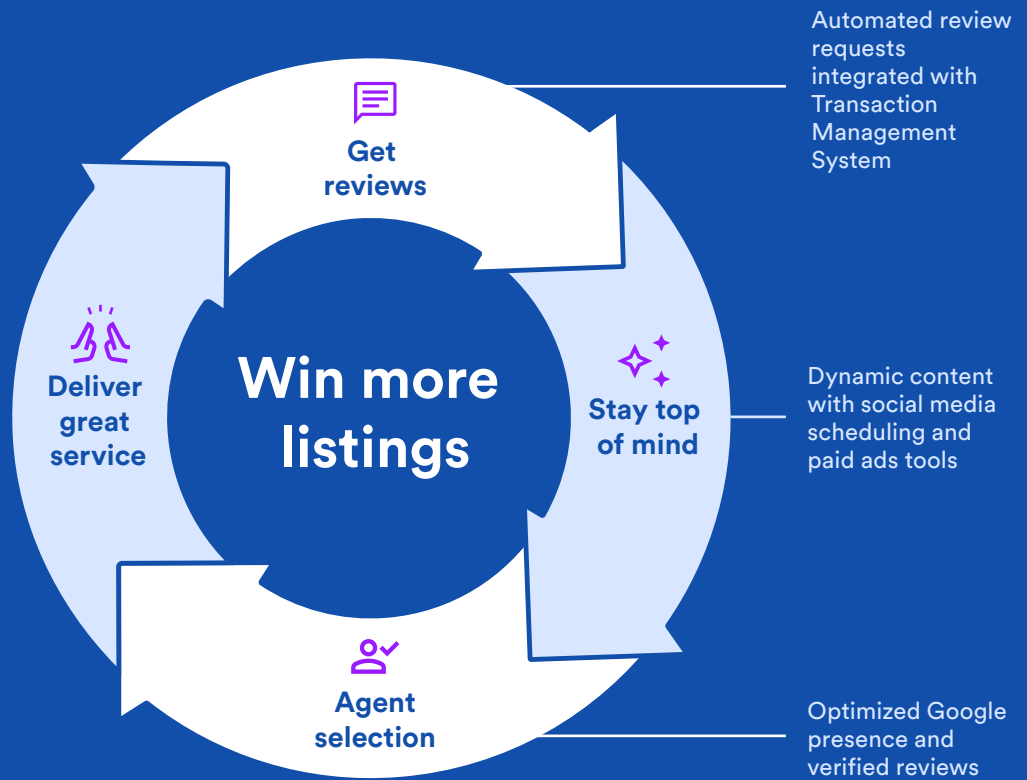 Automated review
requests
integrated with
Transaction
Management
System
Get
reviews
Deliver
great
service
Win more
listings
Stay top
of mind
Dynamic content
with social media
scheduling and
paid ads tools
Agent
selection
Optimized Google
presence and
verified reviews